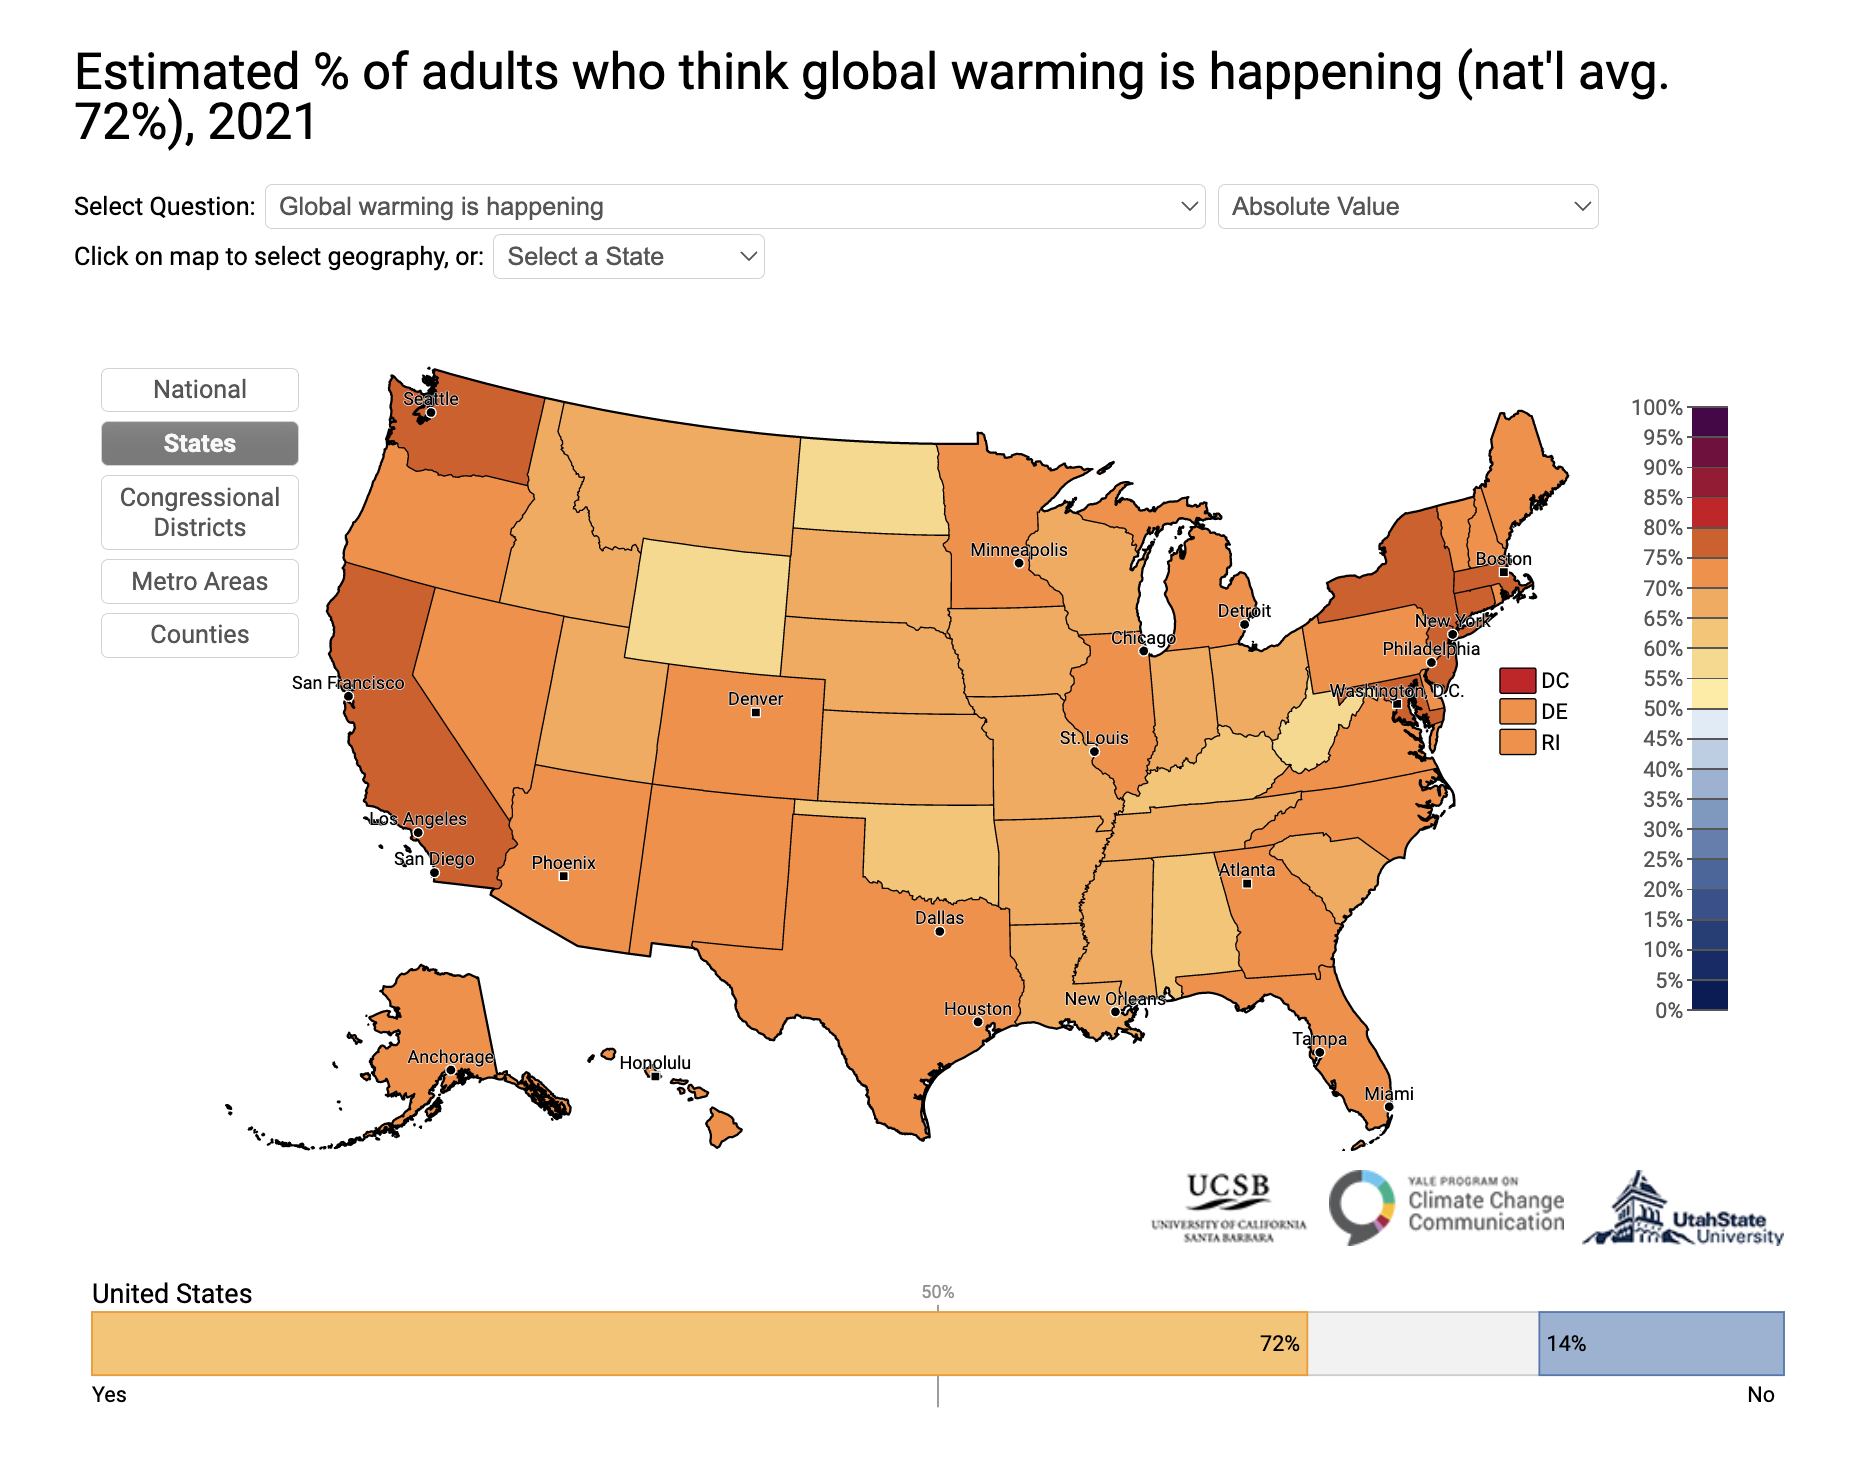 Estimated % of adults who think global warming is happening (nat'l avg.
72%), 2021
Select Question:
Global warming is happening
Absolute Value
Click on map to select geography, or:
Select a State
National
States
Congressional
Districts
Metro Areas
Counties
Seattle
Minneapolis
Boston
Detroit
New York
Chicago
Philadelphia
San Francisco
Washington, D.C.
Denver
St. Louis
Los Angeles
San Diego
Phoenix
Atlanta
Dallas
New Orleans
Houston
Tampa
Anchorage
Honolulu
Miami
DC
DE
RI
100%
95%
90%
85%
80%
75%
70%
65%
60%
55%
50%
45%
40%
35%
30%
25%
20%
15%
10%
5%
0%
UCSB
UNIVERSITY OF CALIFORNIA
SANTA BARBARA
YALE PROGRAM ON
Climate Change
Communication
UtahState
University
United States
50%
72%
14%
Yes
No